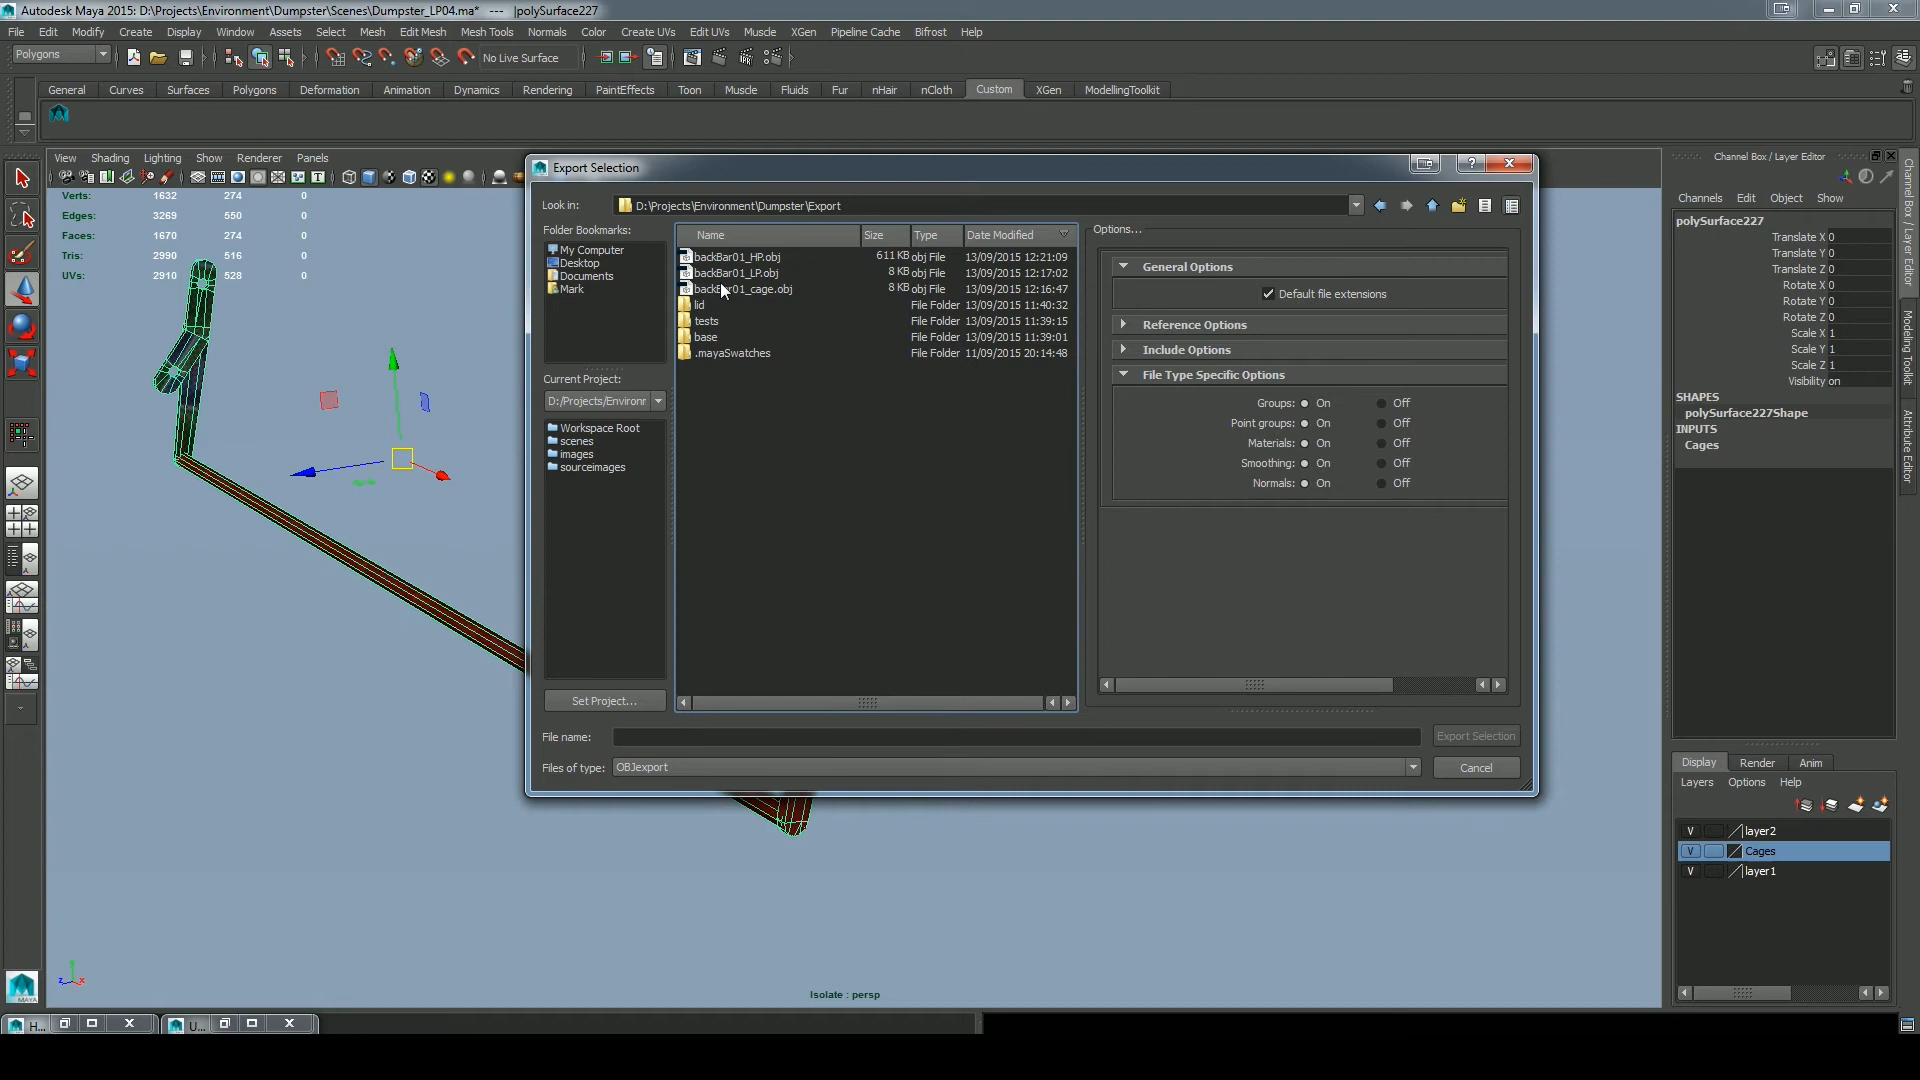 Autodesk Maya 2015: D:\Projects\Environment\Dumpster\Scenes\Dumpster_LP04.ma* --- |polySurface227
File Edit Modify Create Display Window Assets Select Mesh Edit Mesh Mesh Tools Normals Color Create UVs Edit UVs Muscle XGen Pipeline Cache Bifrost Help
Polygons No Live Surface
General Curves Surfaces Polygons Deformation Animation Dynamics Rendering PaintEffects Toon Muscle Fluids Fur nHair nCloth Custom XGen ModellingToolkit
View Shading Lighting Show Renderer Panels
Verts: 1632 274 0
Edges: 3269 550 0
Faces: 1670 274 0
Tris: 2990 516 0
UVs: 2910 528 0
Export Selection
Look in: D:\Projects\Environment\Dumpster\Export
Folder Bookmarks:
My Computer
Desktop
Documents
Mark
Current Project:
D:/Projects/Environr
Workspace Root
scenes
images
sourceimages
Set Project...
Name Size Type Date Modified
backBar01_HP.obj 611 KB obj File 13/09/2015 12:21:09
backBar01_LP.obj 8 KB obj File 13/09/2015 12:17:02
backBar01_cage.obj 8 KB obj File 13/09/2015 12:16:47
lid File Folder 13/09/2015 11:40:32
tests File Folder 13/09/2015 11:39:15
base File Folder 13/09/2015 11:39:01
.mayaSwatches File Folder 11/09/2015 20:14:48
Options...
General Options
Default file extensions
Reference Options
Include Options
File Type Specific Options
Groups: On Off
Point groups: On Off
Materials: On Off
Smoothing: On Off
Normals: On Off
File name: Export Selection
Files of type: OBJexport Cancel
Isolate : persp
Channel Box / Layer Editor
Channels Edit Object Show
polySurface227
Translate X 0
Translate Y 0
Translate Z 0
Rotate X 0
Rotate Y 0
Rotate Z 0
Scale X 1
Scale Y 1
Scale Z 1
Visibility on
SHAPES
polySurface227Shape
INPUTS
Cages
Channel Box / Layer Editor
Modeling Toolkit
Attribute Editor
Display Render Anim
Layers Options Help
V layer2
V Cages
V layer1
MAYA
H... U...